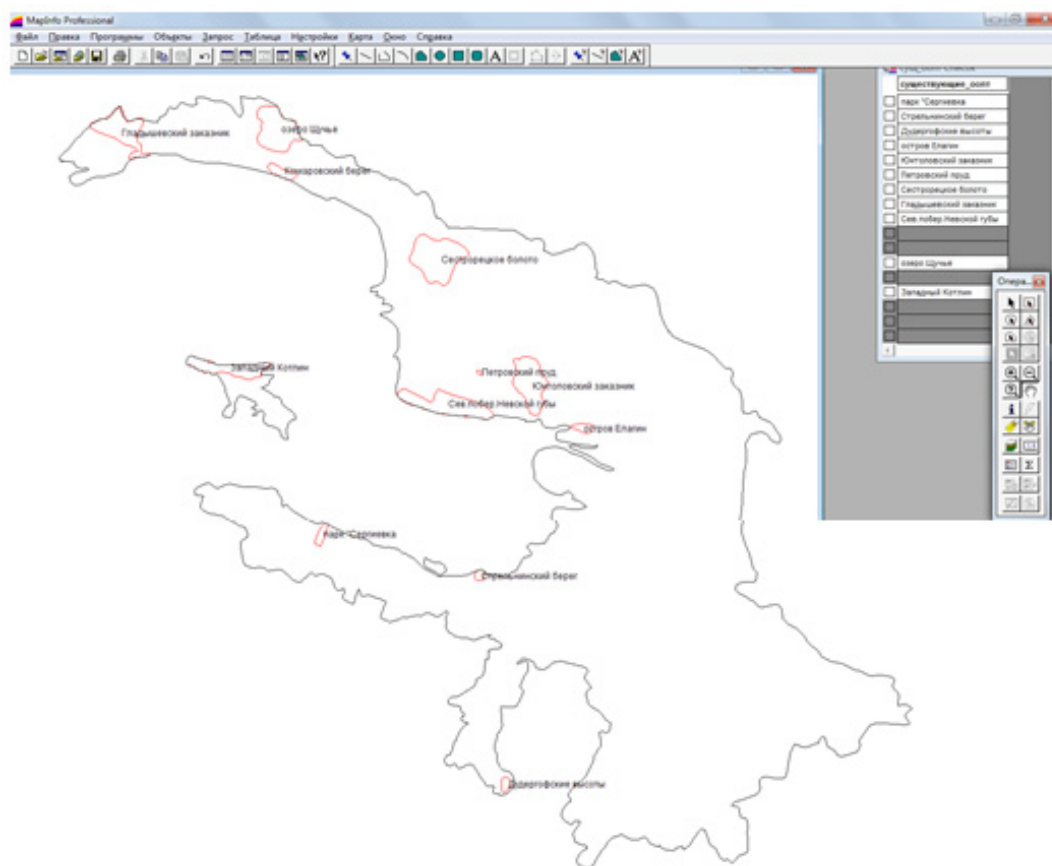 MapInfo Professional
Файл Правка Программы Объекты Запрос Таблица Настройки Карта Окно Справка
существующие_оопт
парк "Сергиевка
Стрельнинский берег
Дудергофские высоты
остров Елагин
Юнтоловский заказник
Петровский пруд
Сестрорецкое болото
Гладышевский заказник
Сев.побер.Невской губы
озеро Щучье
Западный Котлин
Опера...
Гладышевский заказник
озеро Щучье
Комаровский берег
Сестрорецкое болото
Западный Котлин
Петровский пруд
Юнтоловский заказник
Сев.побер.Невской губы
остров Елагин
парк "Сергиевка
Стрельнинский берег
Дудергофские высоты